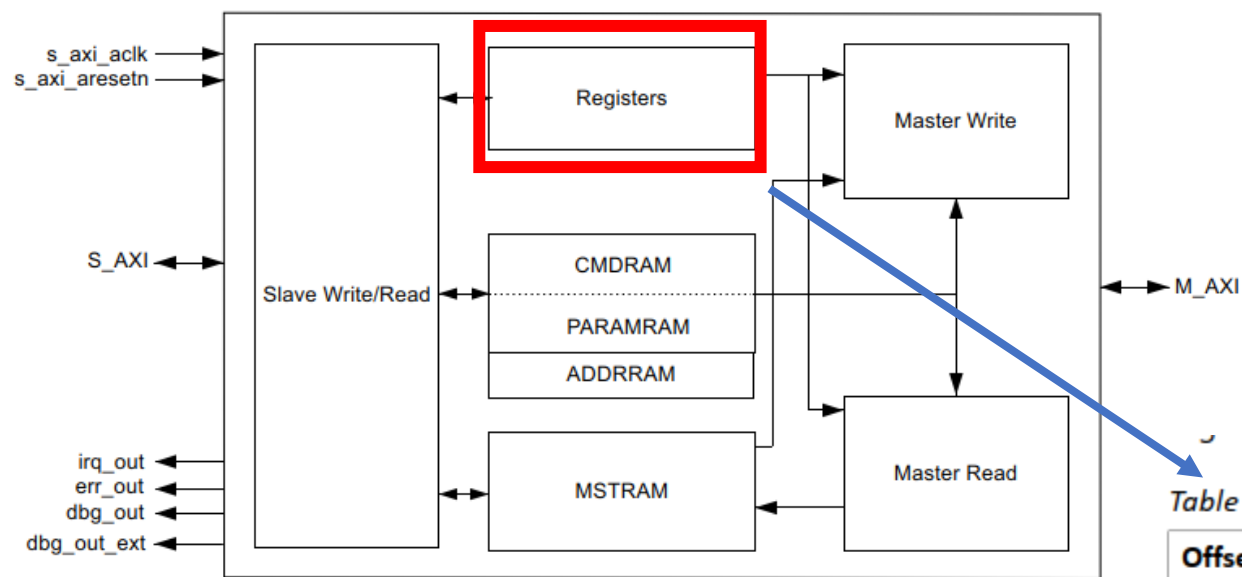 s_axi_aclk
s_axi_aresetn
Registers
Master Write
S_AXI
Slave Write/Read
CMDRAM
PARAMRAM
ADDRRAM
M_AXI
irq_out
err_out
dbg_out
dbg_out_ext
MSTRAM
Master Read
Table